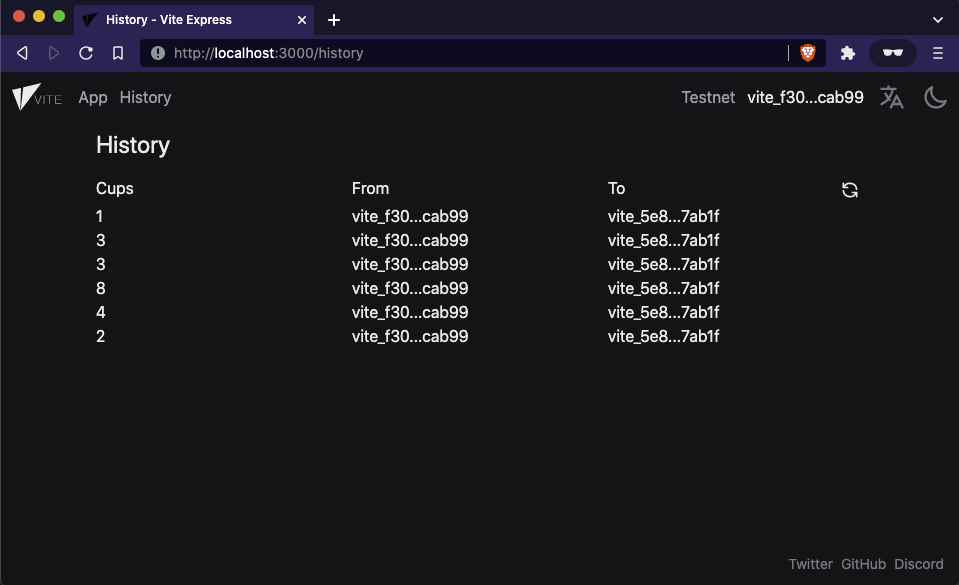 History - Vite Express
http://localhost:3000/history
VITE App History Testnet vite_f30...cab99
History
Cups From To
1 vite_f30...cab99 vite_5e8...7ab1f
3 vite_f30...cab99 vite_5e8...7ab1f
3 vite_f30...cab99 vite_5e8...7ab1f
8 vite_f30...cab99 vite_5e8...7ab1f
4 vite_f30...cab99 vite_5e8...7ab1f
2 vite_f30...cab99 vite_5e8...7ab1f
Twitter GitHub Discord